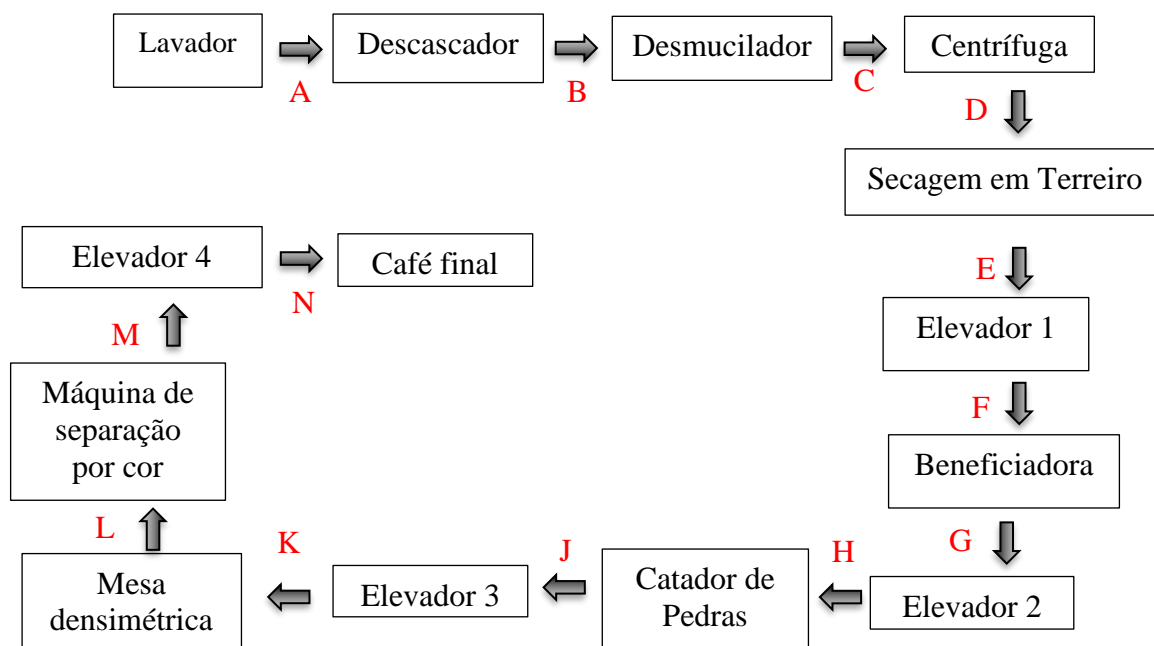 Lavador
A
Descascador
B
Desmucilador
C
Centrífuga
D
Secagem em Terreiro
E
Elevador 1
F
Beneficiadora
G
Elevador 2
H
Catador de
Pedras
J
Elevador 3
K
Mesa
densimétrica
L
Máquina de
separação
por cor
M
Elevador 4
N
Café final